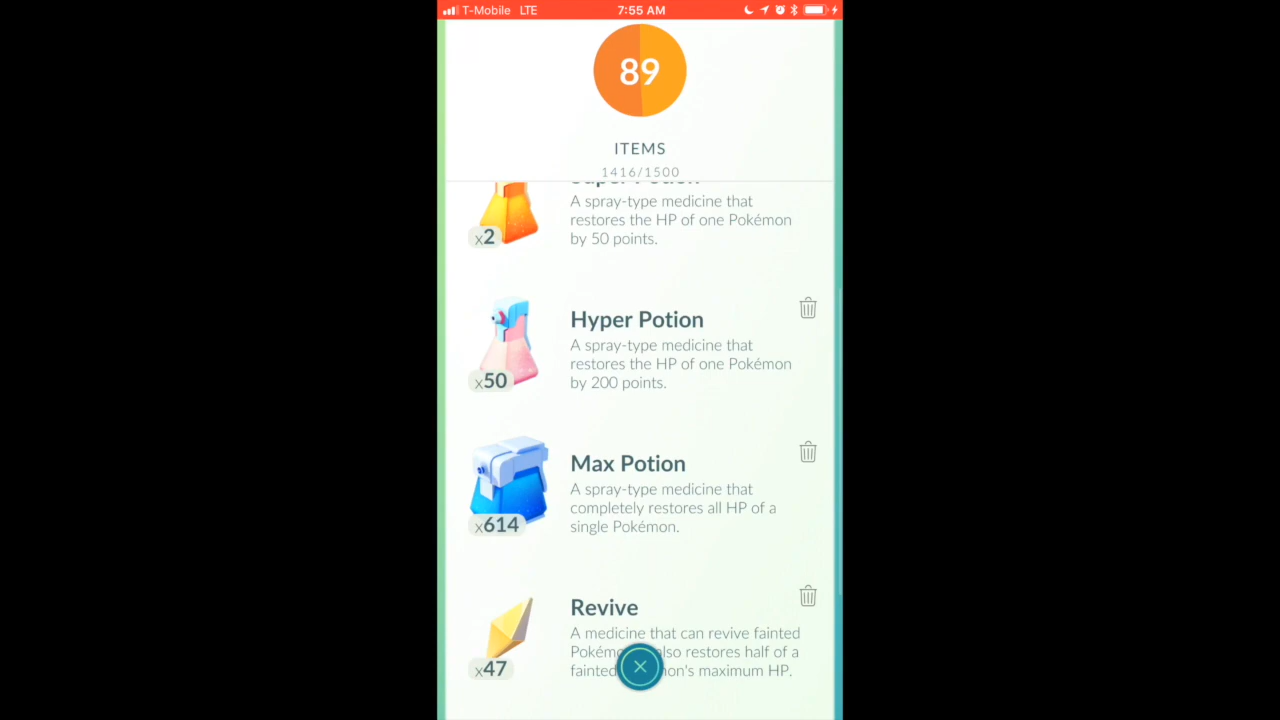 T-Mobile LTE 7:55 AM
89
ITEMS
1416/1500
Super Potion
A spray-type medicine that
restores the HP of one Pokémon
by 50 points.
x2
Hyper Potion
A spray-type medicine that
restores the HP of one Pokémon
by 200 points.
x50
Max Potion
A spray-type medicine that
completely restores all HP of a
single Pokémon.
x614
Revive
A medicine that can revive fainted
also restores half of a
fainted maximum HP.
x47